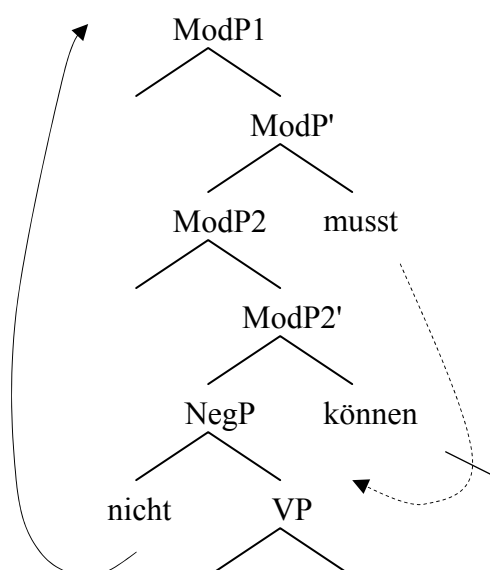 ModP1
ModP'
ModP2 musst
ModP2'
NegP können
nicht VP